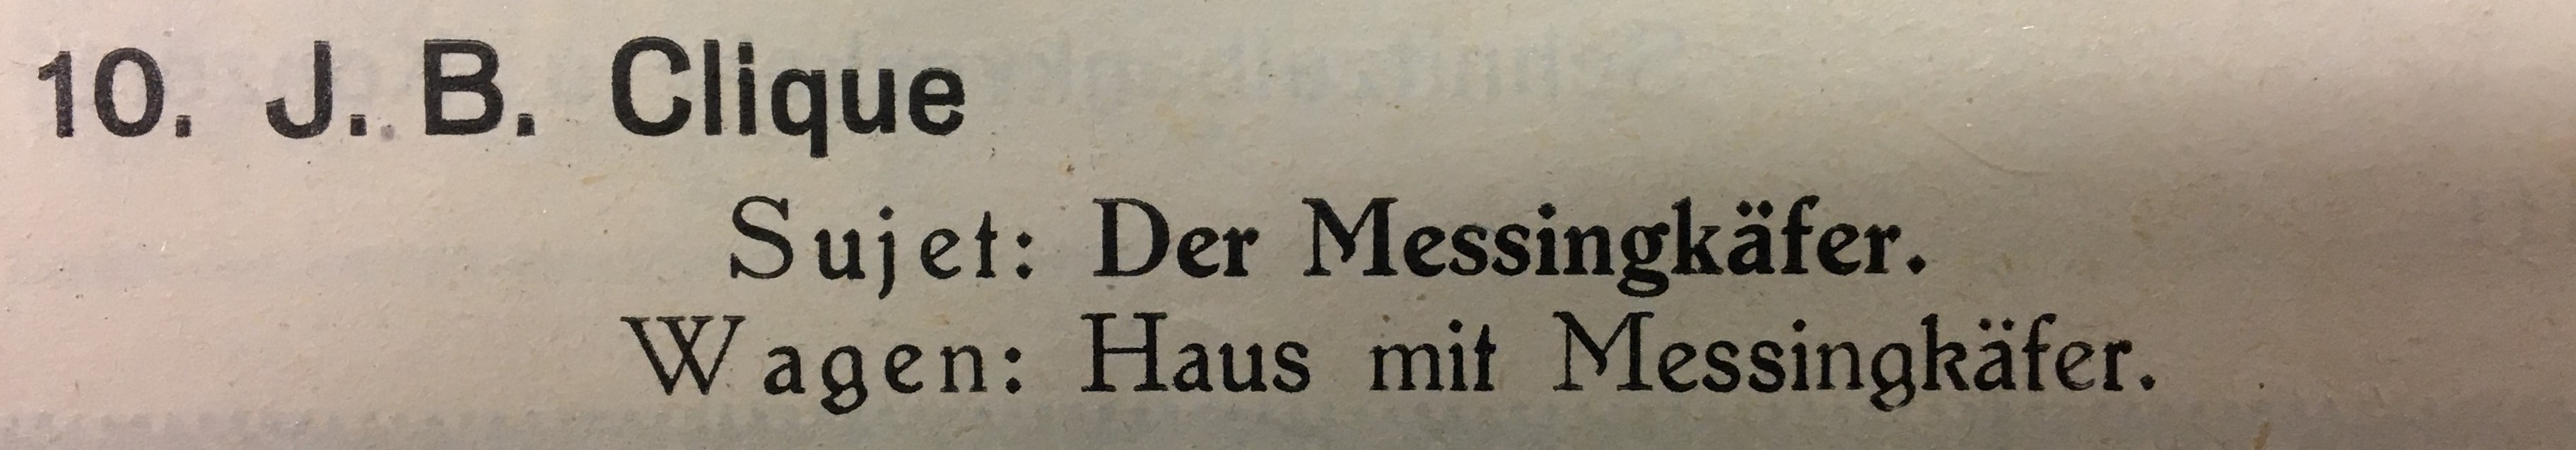 10. J. B. Clique
Sujet: Der Messingkäfer.
Wagen: Haus mit Messingkäfer.